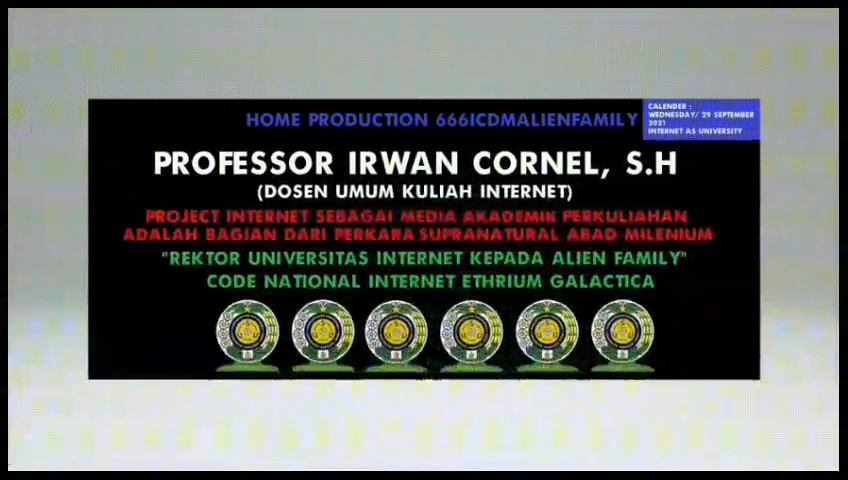 HOME PRODUCTION 666ICDMALIENFAMILY
CALENDER :
WEDNESDAY/ 29 SEPTEMBER
2021
INTERNET AS UNIVERSITY
PROFESSOR IRWAN CORNEL, S.H
(DOSEN UMUM KULIAH INTERNET)
PROJECT INTERNET SEBAGAI MEDIA AKADEMIK PERKULIAHAN
ADALAH BAGIAN DARI PERKARA SUPRANATURAL ABAD MILENIUM
"REKTOR UNIVERSITAS INTERNET KEPADA ALIEN FAMILY"
CODE NATIONAL INTERNET ETHRIUM GALACTICA